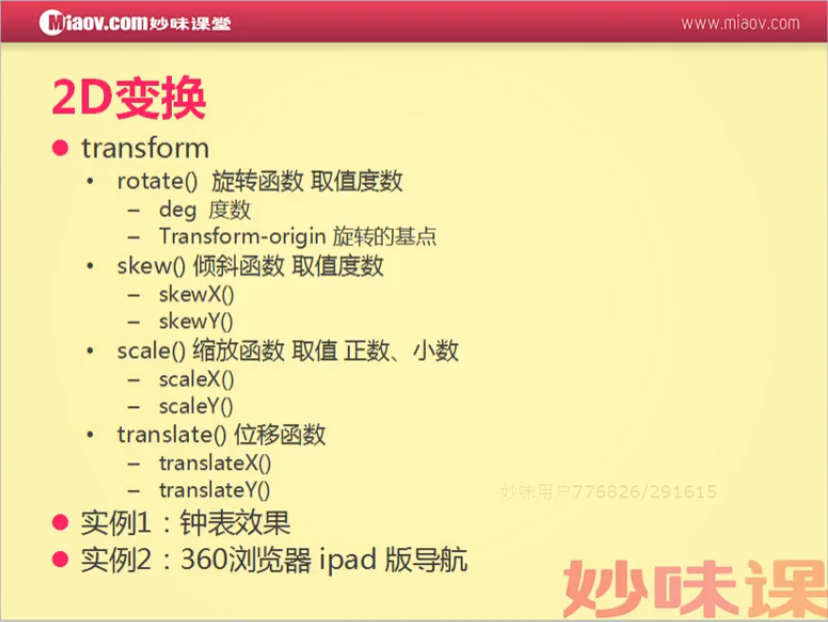 Miaov.com妙味课堂
www.miaov.com
2D变换
● transform
• rotate() 旋转函数 取值度数
– deg 度数
– Transform-origin 旋转的基点
• skew() 倾斜函数 取值度数
– skewX()
– skewY()
• scale() 缩放函数 取值 正数、小数
– scaleX()
– scaleY()
• translate() 位移函数
– translateX()
– translateY()
妙味用户776826/291615
● 实例1：钟表效果
● 实例2：360浏览器 ipad 版导航
妙味课